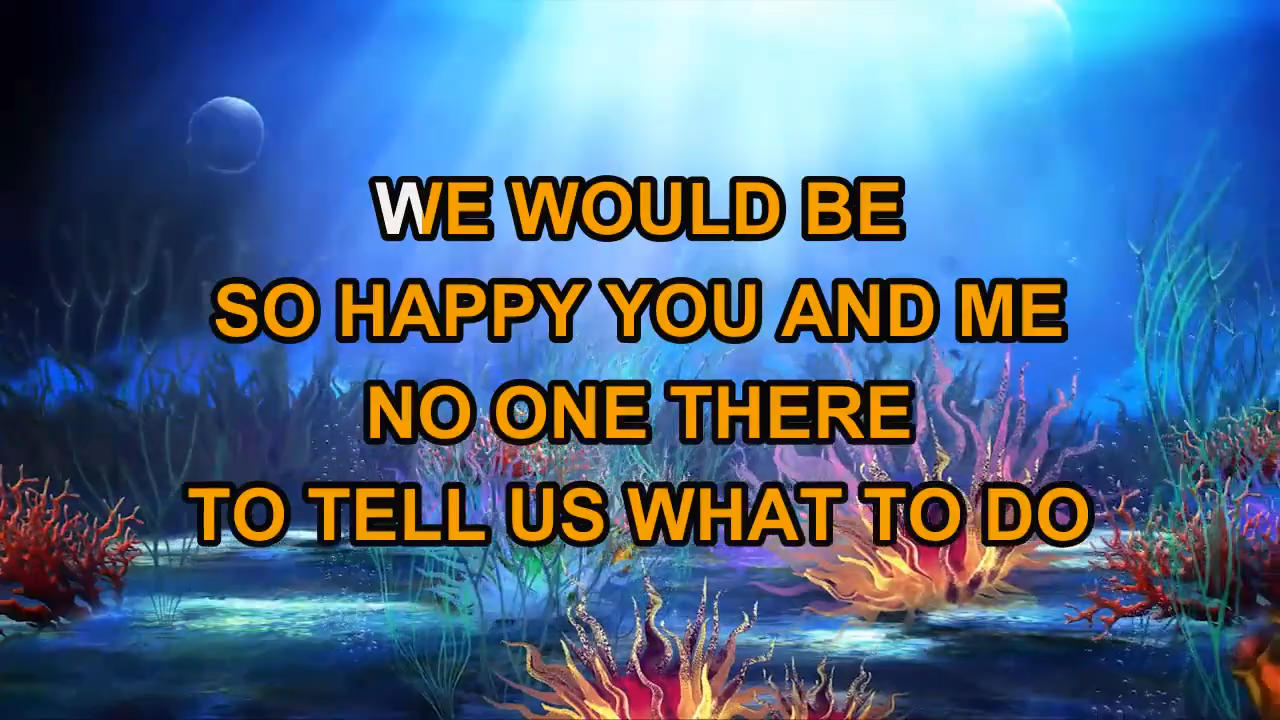 WE WOULD BE
SO HAPPY YOU AND ME
NO ONE THERE
TO TELL US WHAT TO DO